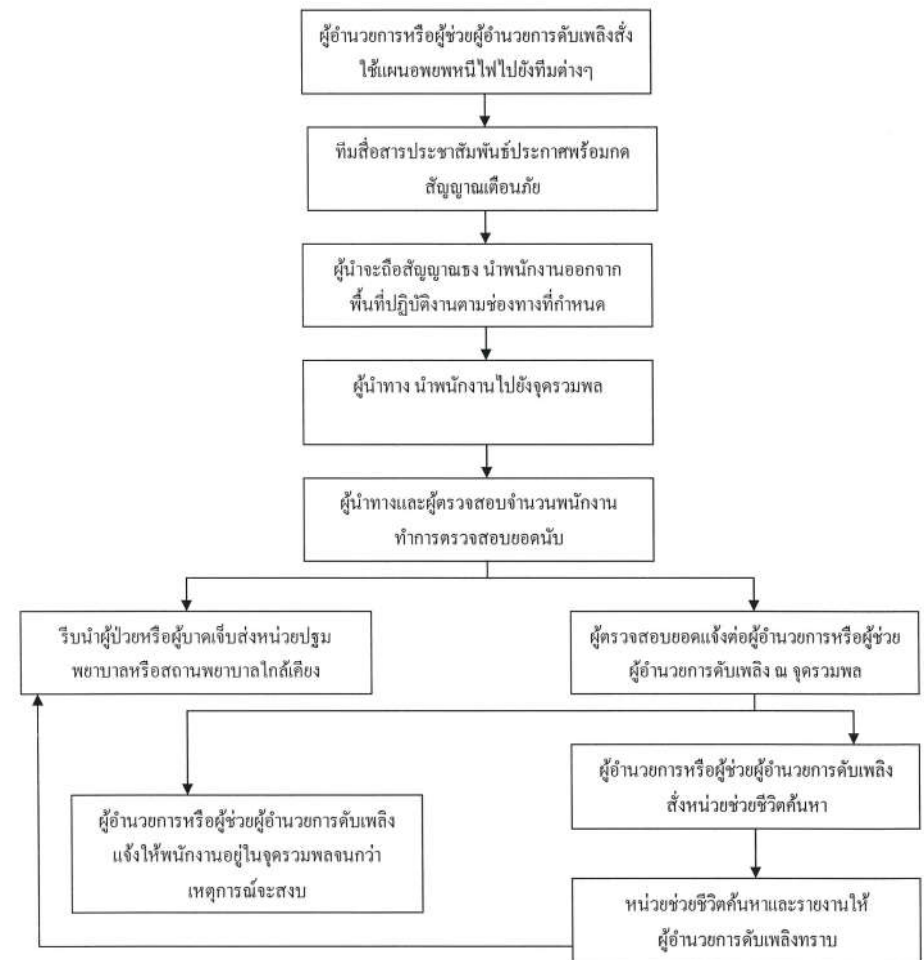 ผู้อำนวยการหรือผู้ช่วยผู้อำนวยการดับเพลิงสั่ง
ใช้แผนอพยพหนีไฟไปยังทีมต่างๆ
ทีมสื่อสารประชาสัมพันธ์ประกาศพร้อมกด
สัญญาณเตือนภัย
ผู้นำจะถือสัญญาณธง นำพนักงานออกจาก
พื้นที่ปฏิบัติงานตามช่องทางที่กำหนด
ผู้นำทาง นำพนักงานไปยังจุดรวมพล
ผู้นำทางและผู้ตรวจสอบจำนวนพนักงาน
ทำการตรวจสอบยอดนับ
รีบนำผู้ป่วยหรือผู้บาดเจ็บส่งหน่วยปฐม
พยาบาลหรือสถานพยาบาลใกล้เคียง
ผู้ตรวจสอบยอดแจ้งต่อผู้อำนวยการหรือผู้ช่วย
ผู้อำนวยการดับเพลิง ณ จุดรวมพล
ผู้อำนวยการหรือผู้ช่วยผู้อำนวยการดับเพลิง
แจ้งให้พนักงานอยู่ในจุดรวมพลจนกว่า
เหตุการณ์จะสงบ
ผู้อำนวยการหรือผู้ช่วยผู้อำนวยการดับเพลิง
สั่งหน่วยช่วยชีวิตค้นหา
หน่วยช่วยชีวิตค้นหาและรายงานให้
ผู้อำนวยการดับเพลิงทราบ